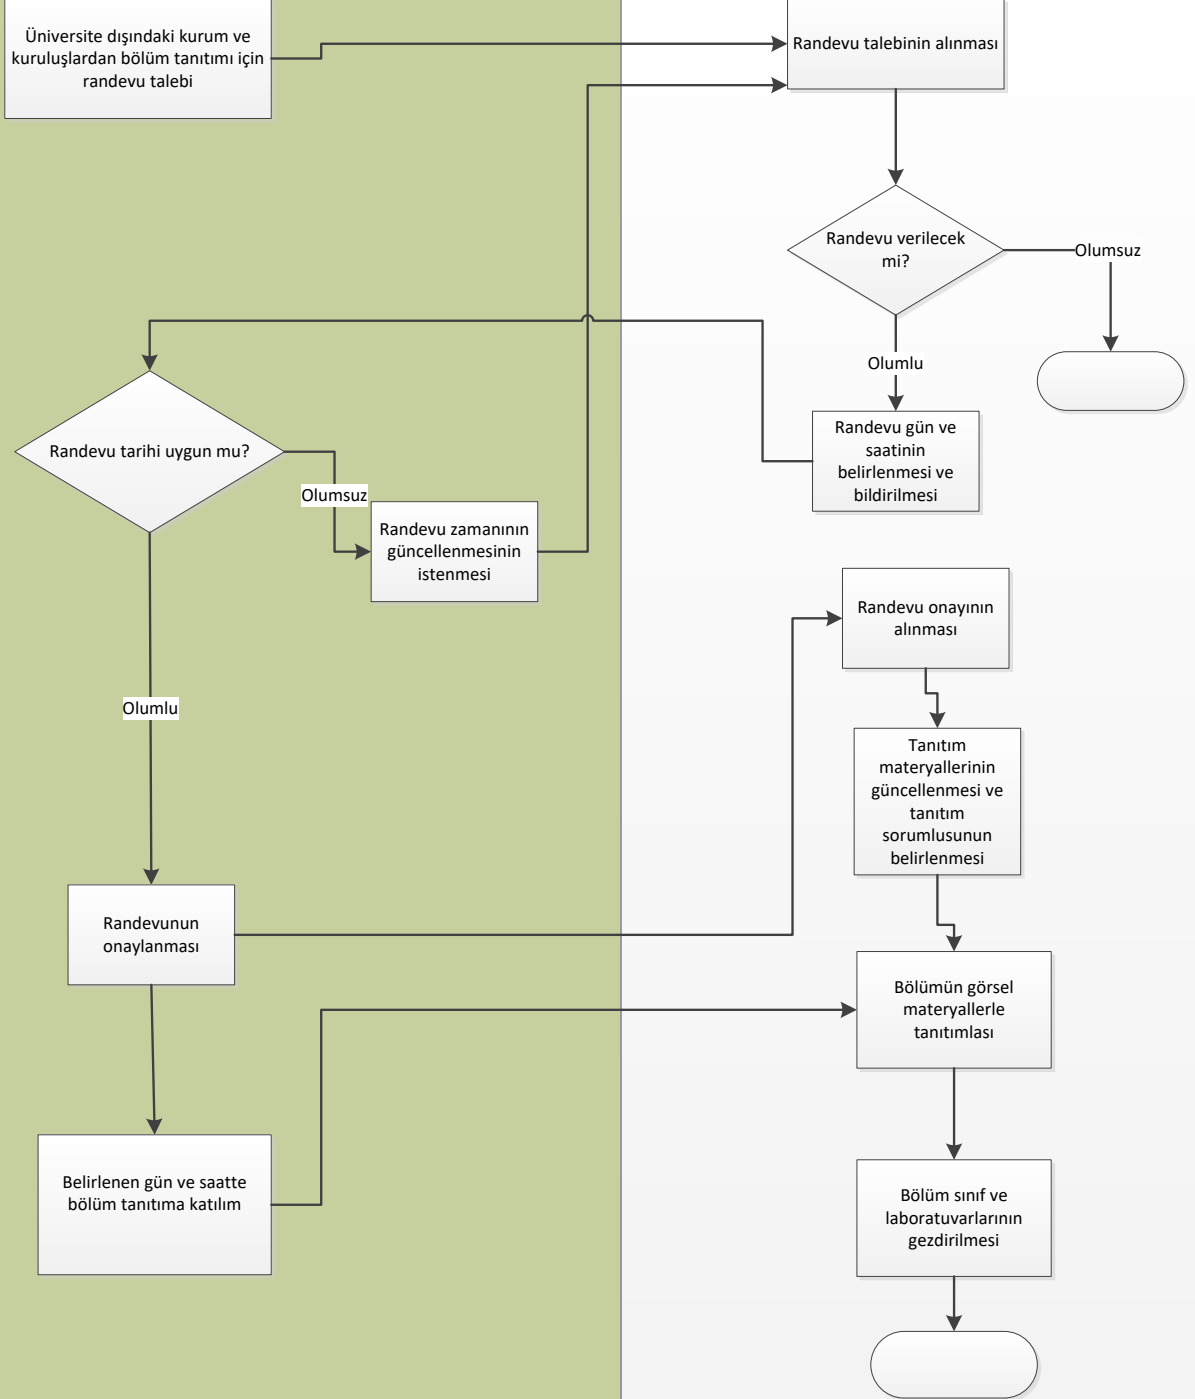 Üniversite dışındaki kurum ve
kuruluşlardan bölüm tanıtımı için
randevu talebi
Randevu talebinin alınması
Randevu verilecek
mi?
Olumsuz
Olumlu
Randevu gün ve
saatinin
belirlenmesi ve
bildirilmesi
Randevu tarihi uygun mu?
Olumsuz
Randevu zamanının
güncellenmesinin
istenmesi
Olumlu
Randevu onayının
alınması
Tanıtım
materyallerinin
güncellenmesi ve
tanıtım
sorumlusunun
belirlenmesi
Randevunun
onaylanması
Bölümün görsel
materyallerle
tanıtımlası
Belirlenen gün ve saatte
bölüm tanıtıma katılım
Bölüm sınıf ve
laboratuvarlarının
gezdirilmesi